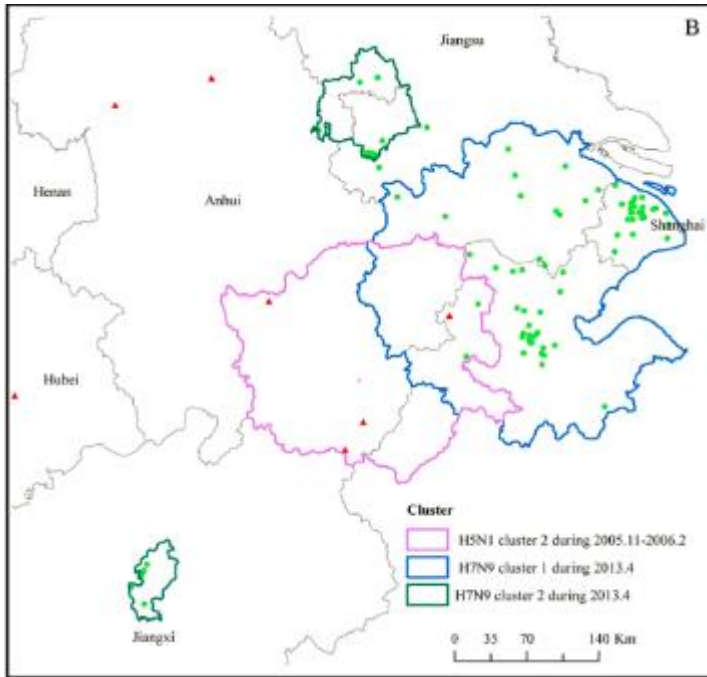 B
Jiangsu
Henan
Anhui
Shanghai
Hubei
Cluster
H5N1 cluster 2 during 2005.11-2006.2
H7N9 cluster 1 during 2013.4
H7N9 cluster 2 during 2013.4
Jiangxi
0 35 70 140 Km